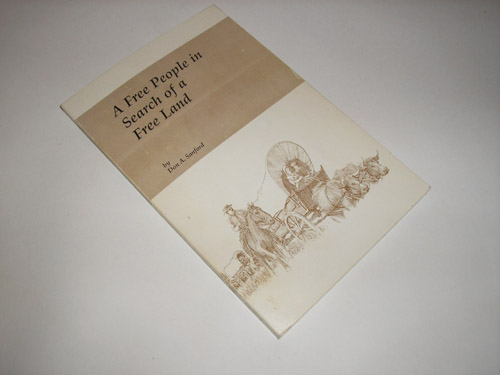 A Free People in
Search of a
Free Land
by
Don A. Sanford